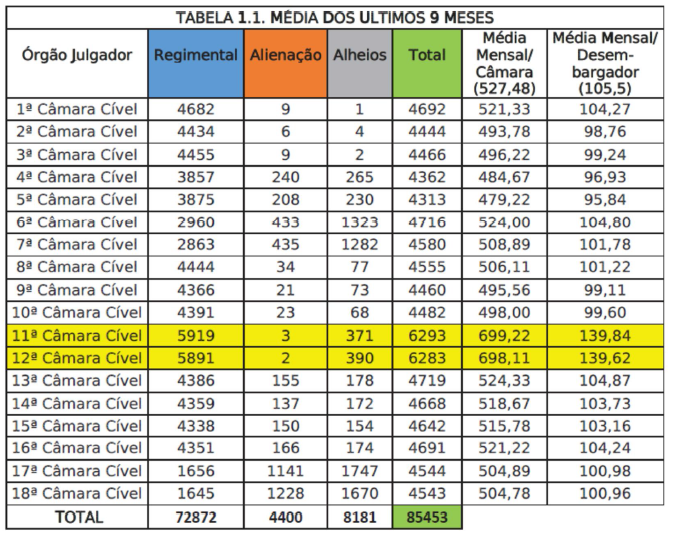 TABELA 1.1. MÉDIA DOS ULTIMOS 9 MESES
Órgão Julgador Regimental Alienação Alheios Total Média Mensal/ Câmara (527,48) Média Mensal/ Desem- bargador (105,5)
1ª Câmara Cível 4682 9 1 4692 521,33 104,27
2ª Câmara Cível 4434 6 4 4444 493,78 98,76
3ª Câmara Cível 4455 9 2 4466 496,22 99,24
4ª Câmara Cível 3857 240 265 4362 484,67 96,93
5ª Câmara Cível 3875 208 230 4313 479,22 95,84
6ª Câmara Cível 2960 433 1323 4716 524,00 104,80
7ª Câmara Cível 2863 435 1282 4580 508,89 101,78
8ª Câmara Cível 4444 34 77 4555 506,11 101,22
9ª Câmara Cível 4366 21 73 4460 495,56 99,11
10ª Câmara Cível 4391 23 68 4482 498,00 99,60
11ª Câmara Cível 5919 3 371 6293 699,22 139,84
12ª Câmara Cível 5891 2 390 6283 698,11 139,62
13ª Câmara Cível 4386 155 178 4719 524,33 104,87
14ª Câmara Cível 4359 137 172 4668 518,67 103,73
15ª Câmara Cível 4338 150 154 4642 515,78 103,16
16ª Câmara Cível 4351 166 174 4691 521,22 104,24
17ª Câmara Cível 1656 1141 1747 4544 504,89 100,98
18ª Câmara Cível 1645 1228 1670 4543 504,78 100,96
TOTAL 72872 4400 8181 85453